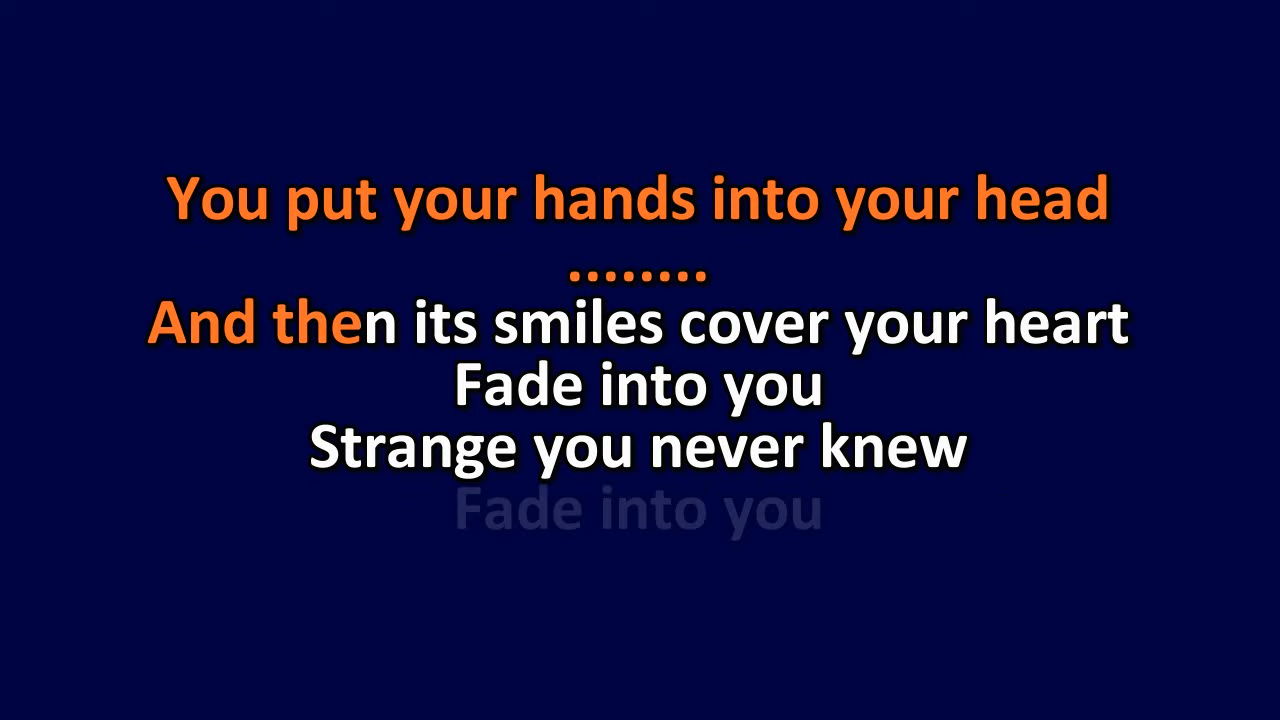 You put your hands into your head
........
And then its smiles cover your heart
Fade into you
Strange you never knew
Fade into you